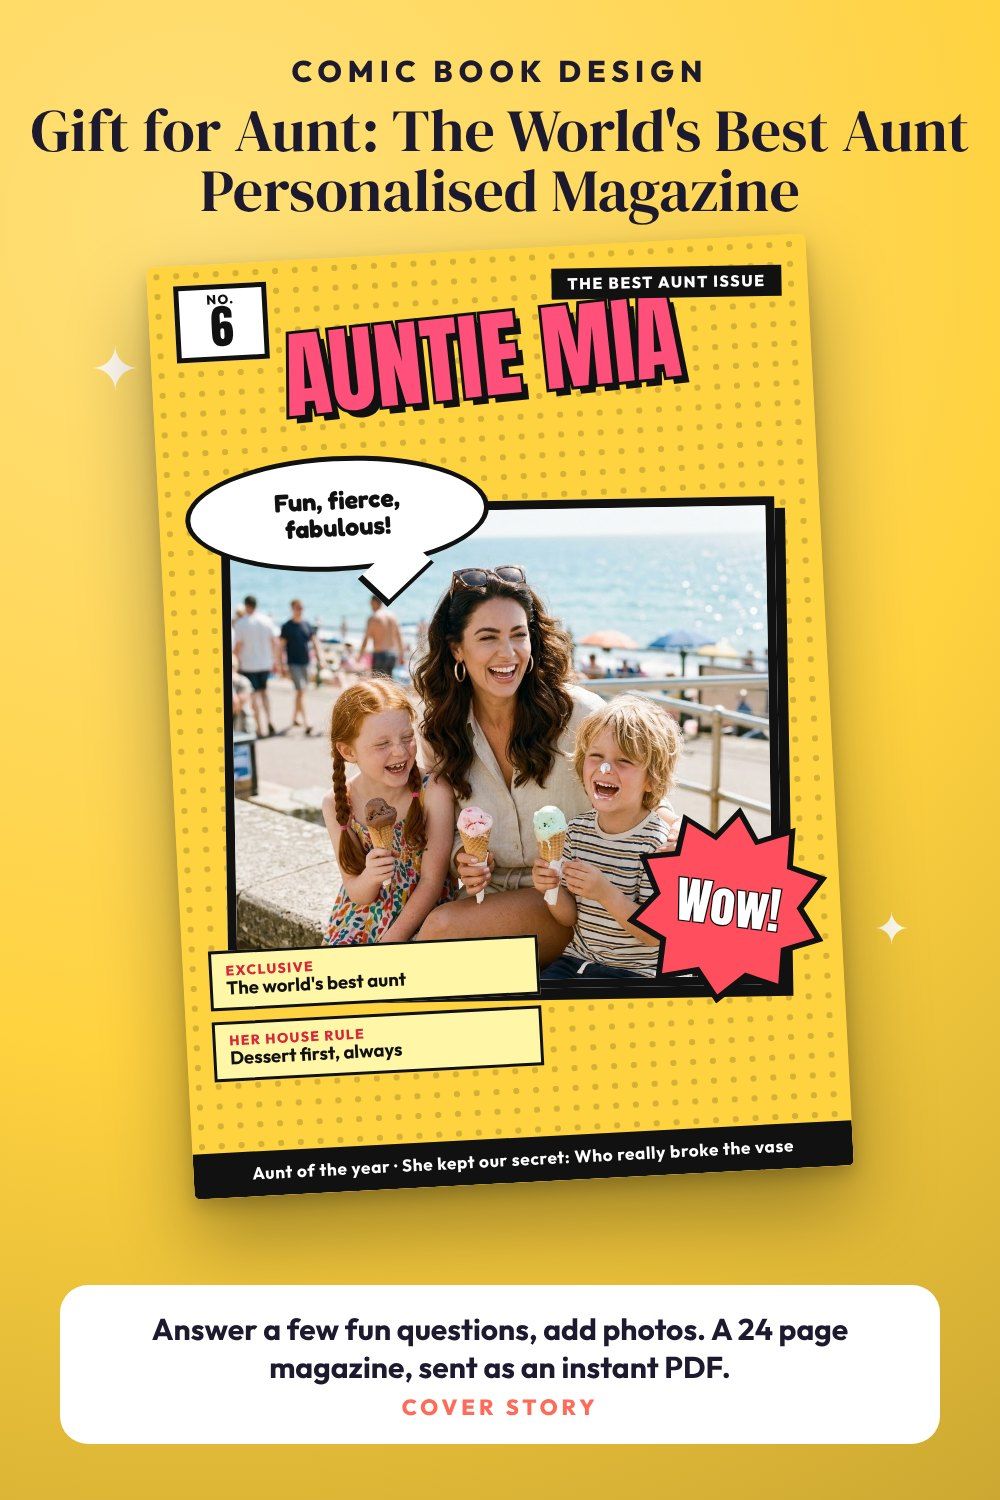 COMIC BOOK DESIGN
Gift for Aunt: The World's Best Aunt
Personalised Magazine
THE BEST AUNT ISSUE
NO.
6
AUNTIE MIA
Fun, fierce,
fabulous!
Wow!
EXCLUSIVE
The world's best aunt
HER HOUSE RULE
Dessert first, always
Aunt of the year · She kept our secret: Who really broke the vase
Answer a few fun questions, add photos. A 24 page
magazine, sent as an instant PDF.
COVER STORY